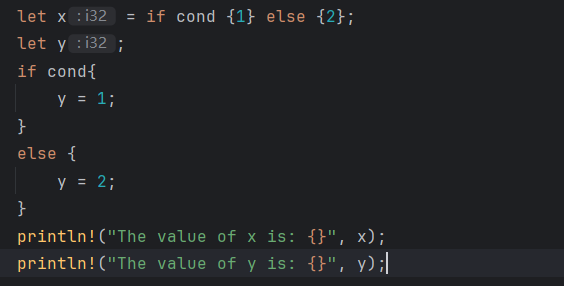 let x : i32 = if cond {1} else {2};
let y : i32 ;
if cond{
    y = 1;
}
else {
    y = 2;
}
println!("The value of x is: {}", x);
println!("The value of y is: {}", y);